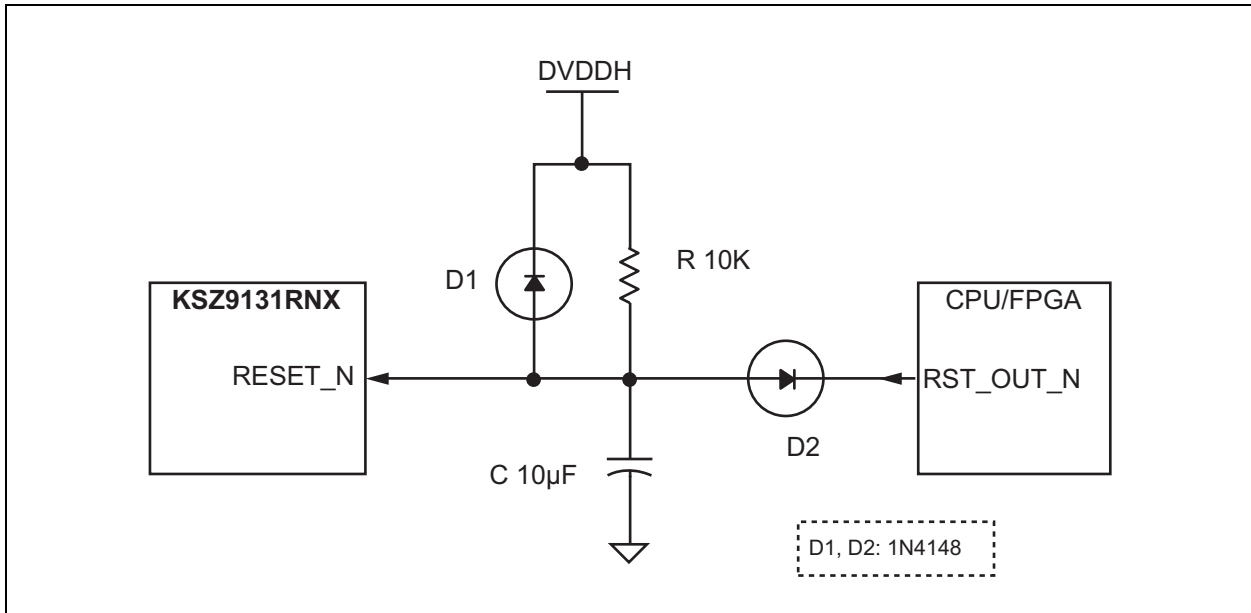 DVDDH
D1
R 10K
KSZ9131RNX
RESET_N
CPU/FPGA
RST_OUT_N
D2
C 10µF
D1, D2: 1N4148